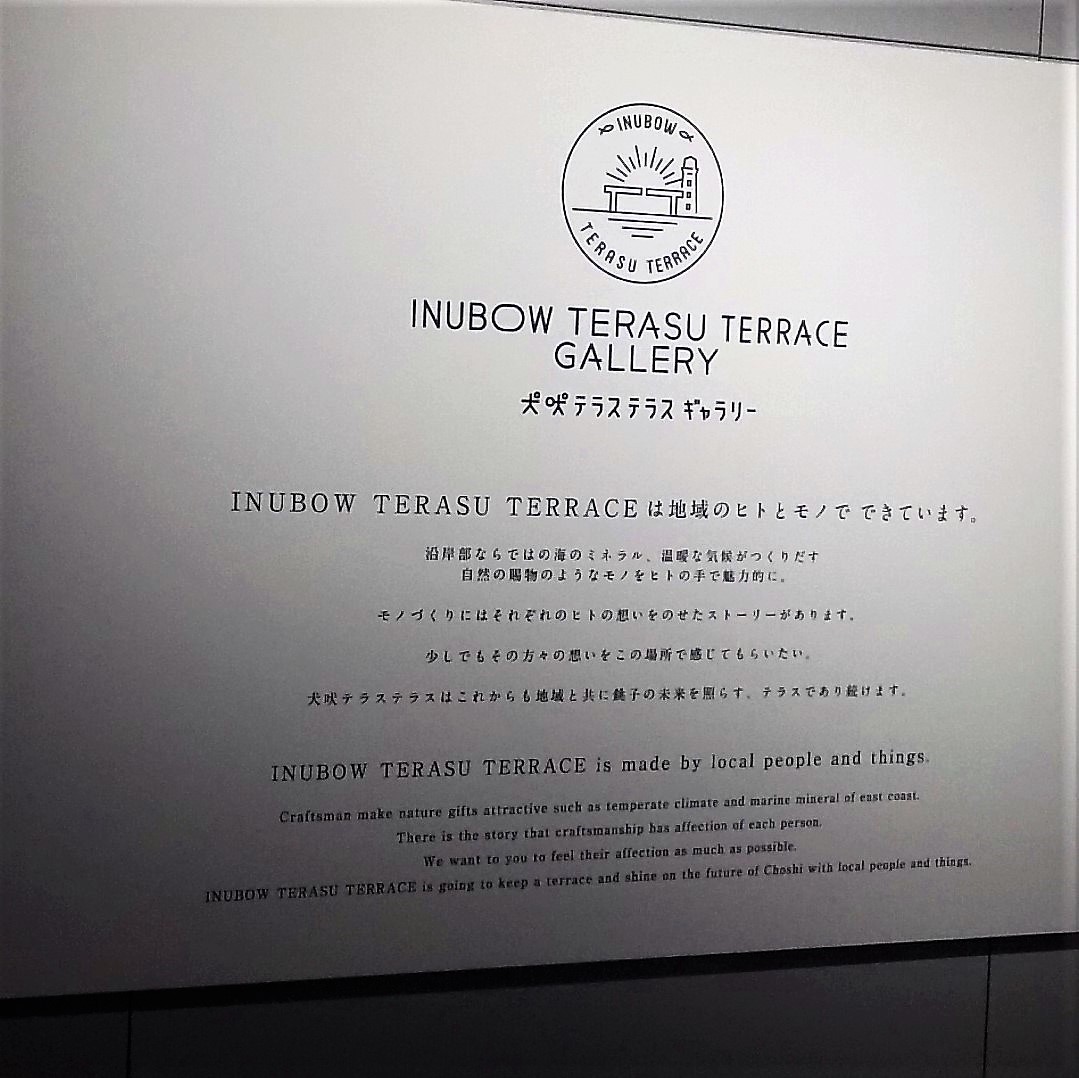 INUBOW
TERASU TERRACE
INUBOW TERASU TERRACE
GALLERY
犬吠テラステラス ギャラリー
INUBOW TERASU TERRACEは地域のヒトとモノで できています。
沿岸部ならではの海のミネラル、温暖な気候がつくりだす
自然の賜物のようなモノをヒトの手で魅力的に。
モノづくりにはそれぞれのヒトの想いをのせたストーリーがあります。
少しでもその方々の想いをこの場所で感じてもらいたい。
犬吠テラステラスはこれからも地域と共に銚子の未来を照らす、テラスであり続けます。
INUBOW TERASU TERRACE is made by local people and things.
Craftsman make nature gifts attractive such as temperate climate and marine mineral of east coast.
There is the story that craftsmanship has affection of each person.
We want to you to feel their affection as much as possible.
INUBOW TERASU TERRACE is going to keep a terrace and shine on the future of Choshi with local people and things.